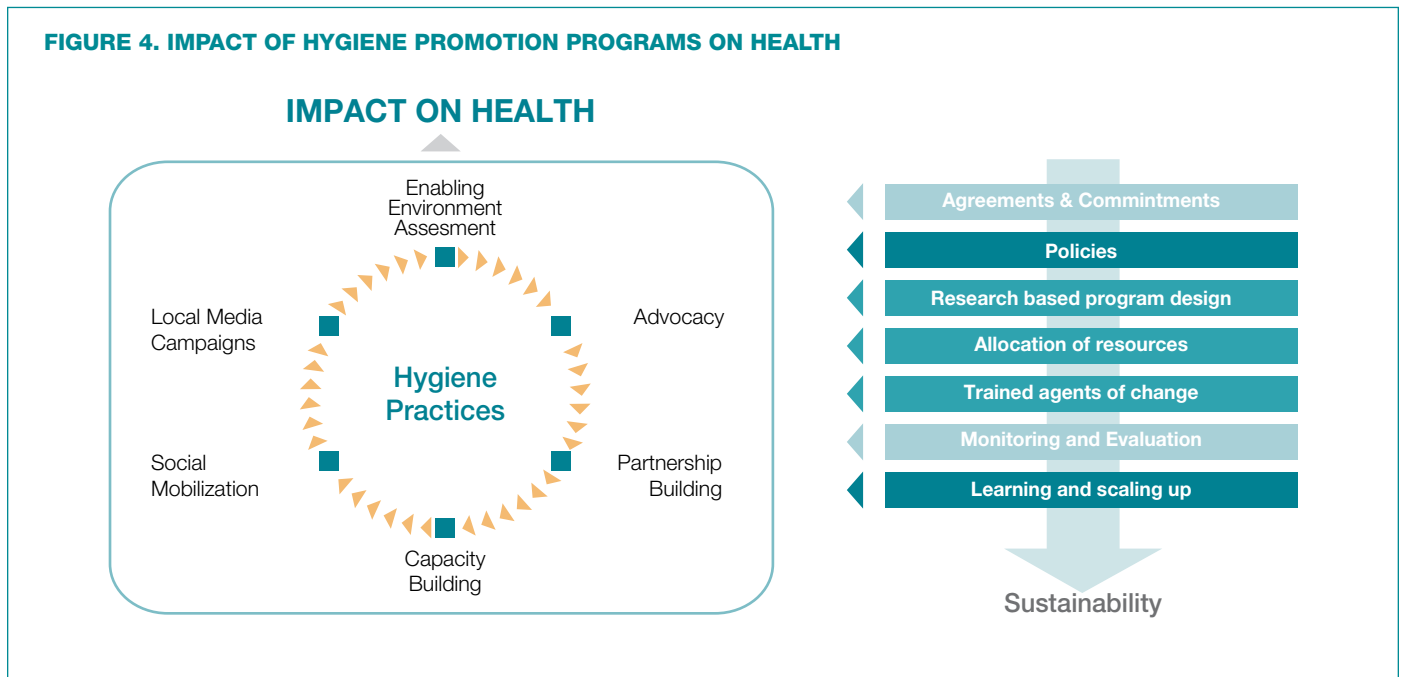 FIGURE 4. IMPACT OF HYGIENE PROMOTION PROGRAMS ON HEALTH
IMPACT ON HEALTH
Enabling
Environment
Assesment
Advocacy
Partnership
Building
Capacity
Building
Social
Mobilization
Local Media
Campaigns
Hygiene
Practices
Agreements & Commintments
Policies
Research based program design
Allocation of resources
Trained agents of change
Monitoring and Evaluation
Learning and scaling up
Sustainability